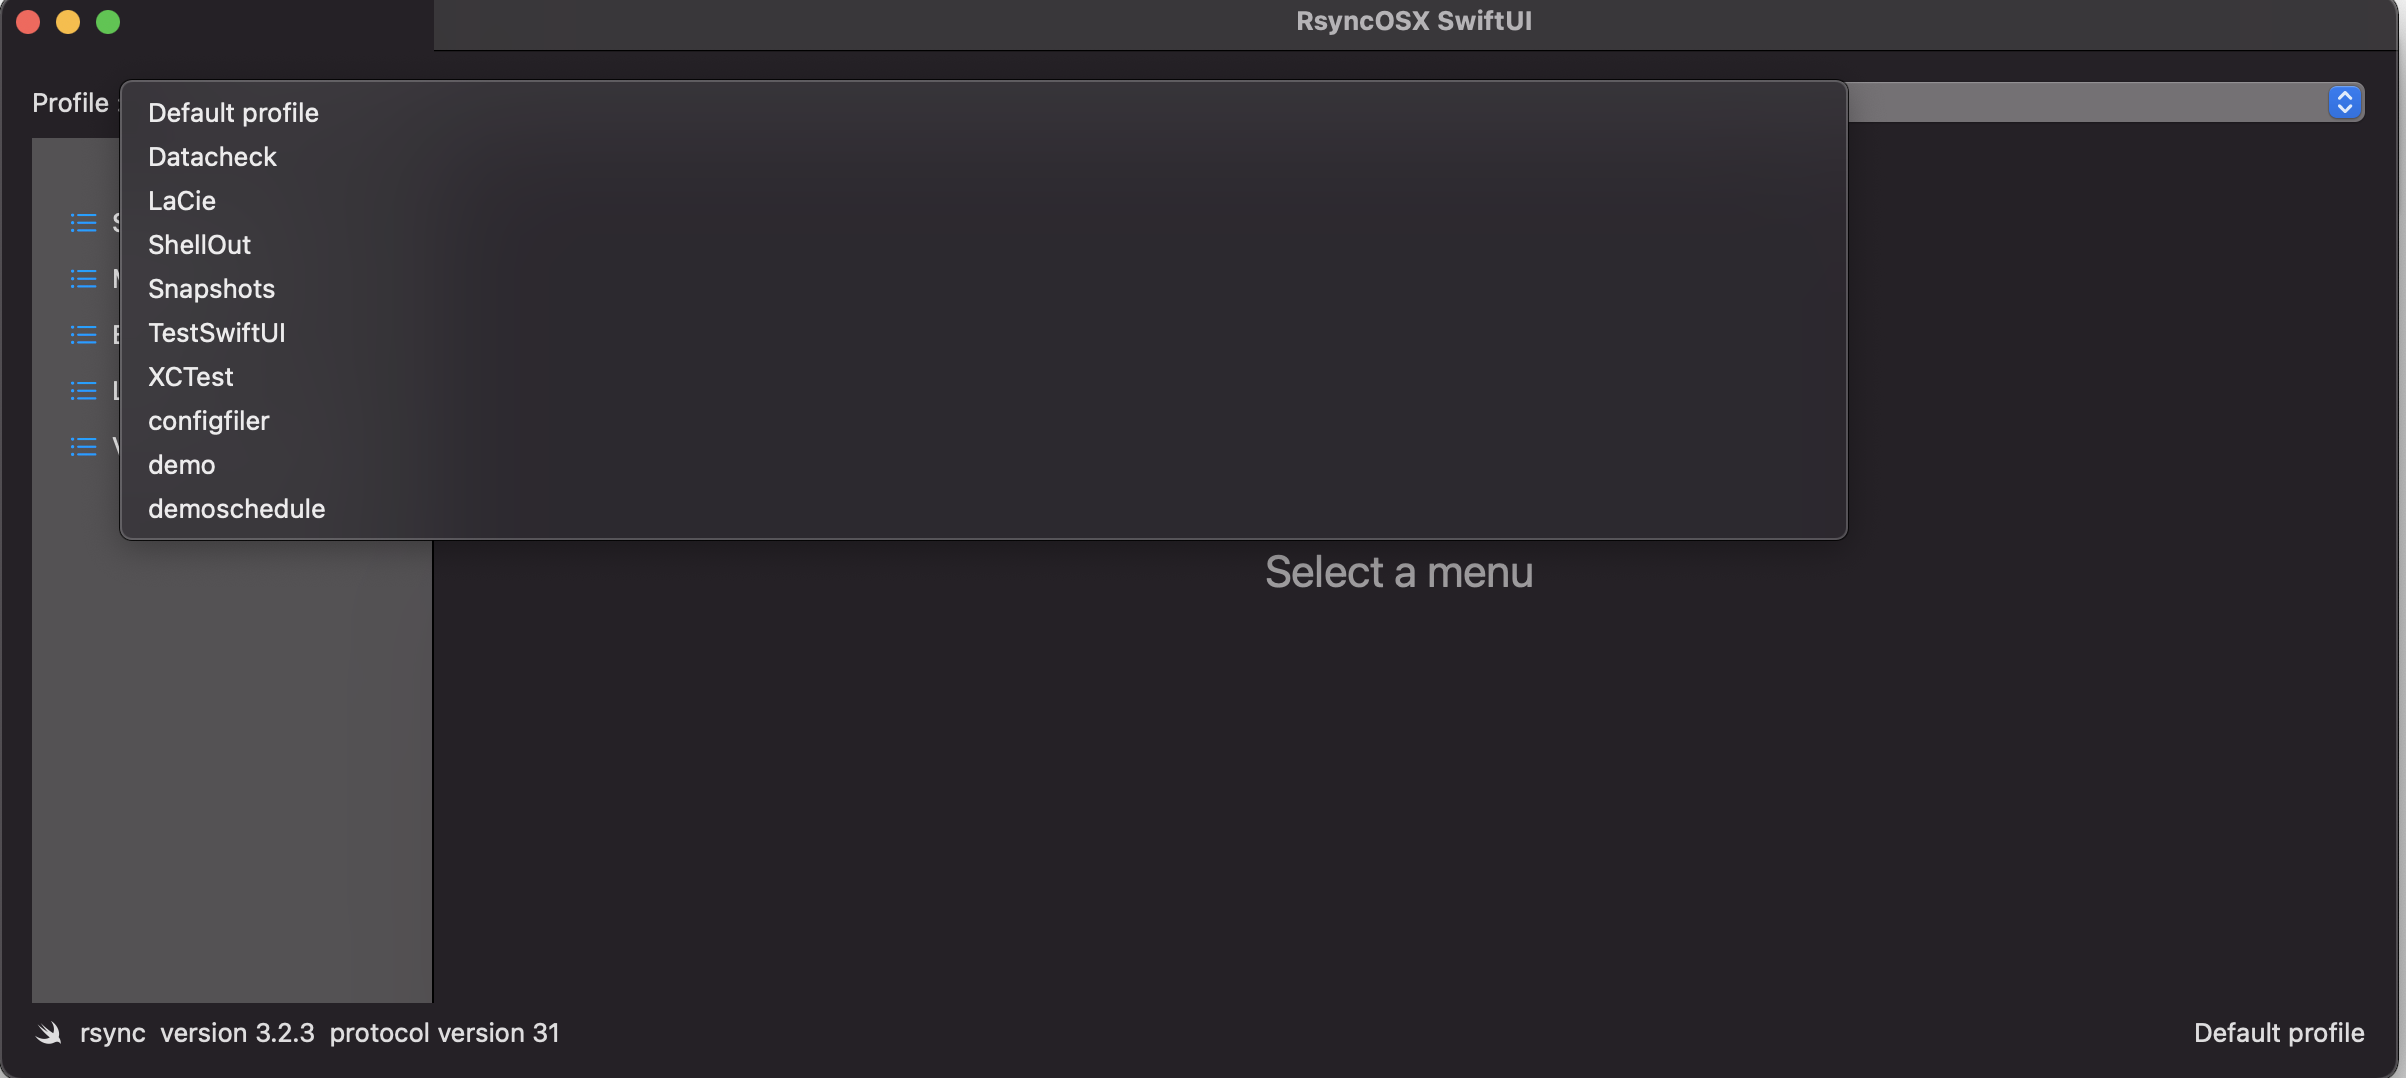 RsyncOSX SwiftUI
Profile :
Default profile
Datacheck
LaCie
ShellOut
Snapshots
TestSwiftUI
XCTest
configfiler
demo
demoschedule
Select a menu
rsync  version 3.2.3  protocol version 31
Default profile